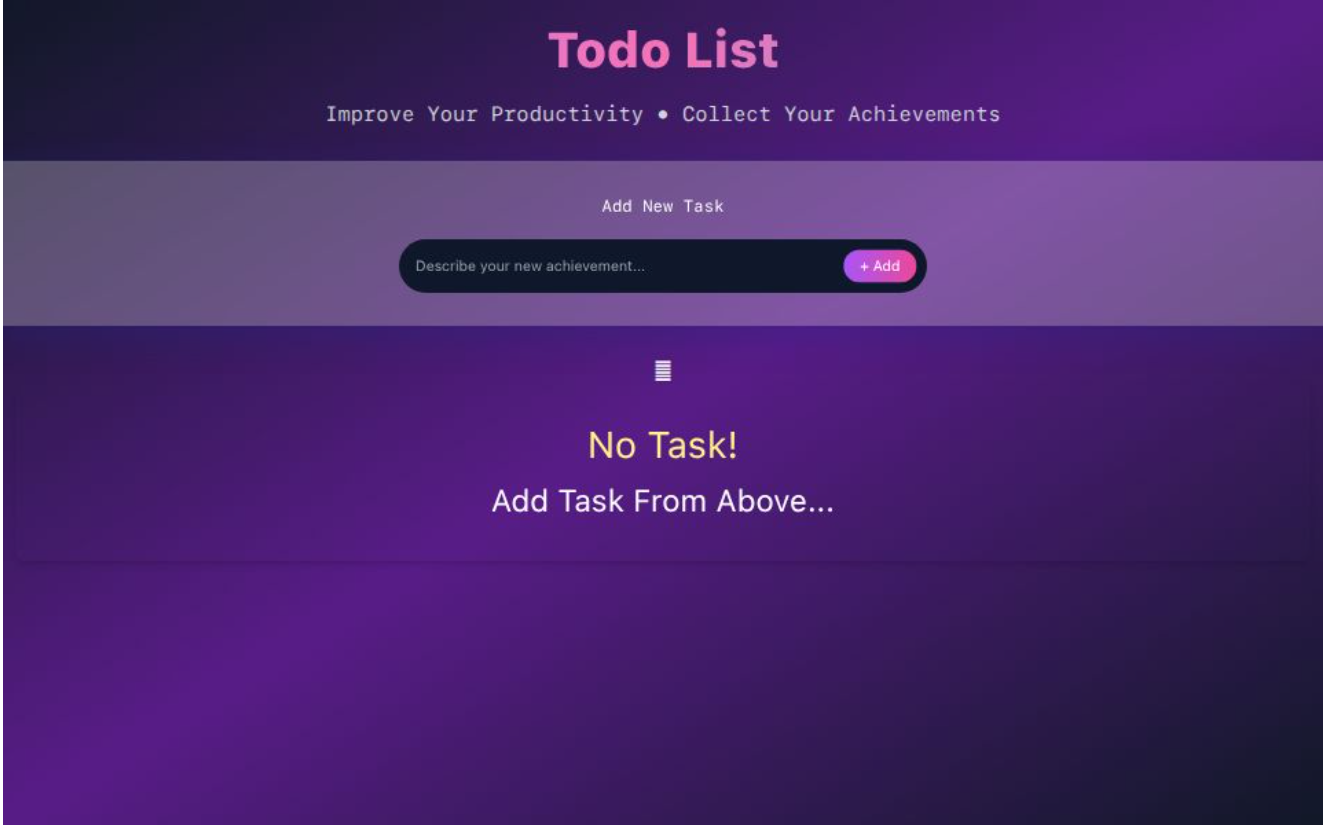 Todo List
Improve Your Productivity • Collect Your Achievements
Add New Task
Describe your new achievement...
+ Add
No Task!
Add Task From Above...